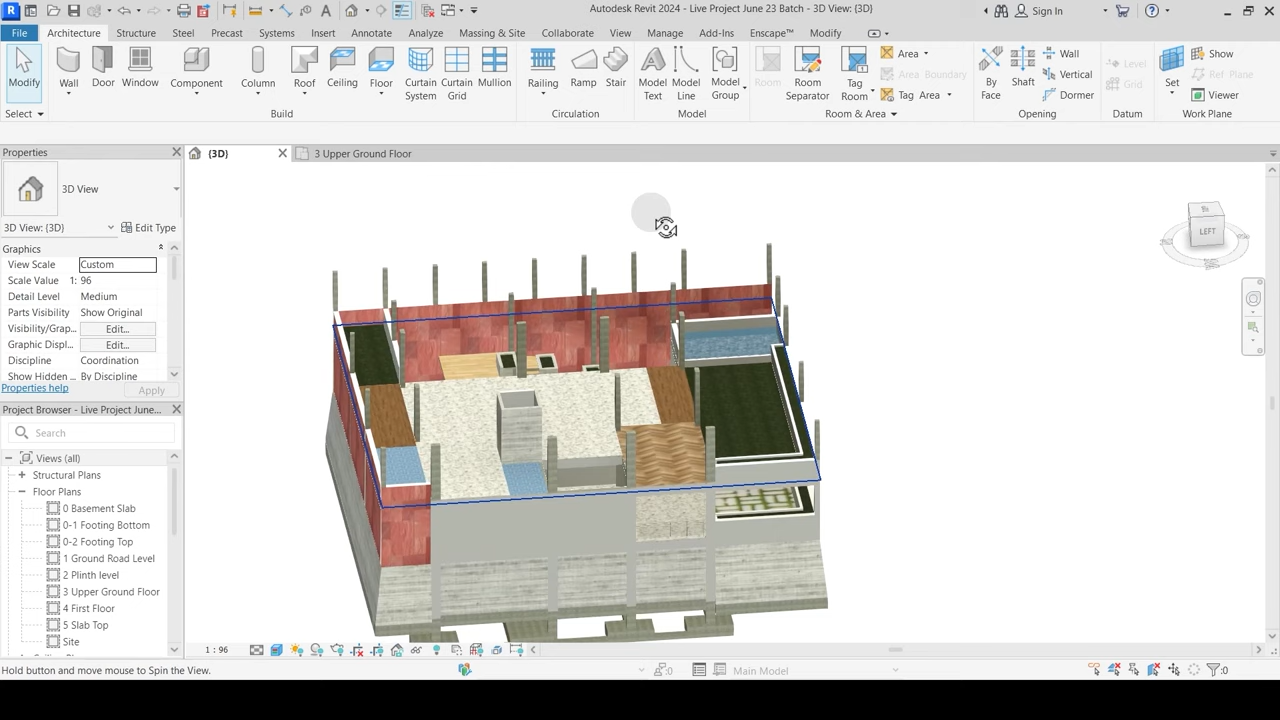 R
Autodesk Revit 2024 - Live Project June 23 Batch - 3D View: {3D}
Sign In
File Architecture Structure Steel Precast Systems Insert Annotate Analyze Massing & Site Collaborate View Manage Add-Ins Enscape™ Modify
Modify Wall Door Window Component Column Roof Ceiling Floor Curtain System Curtain Grid Mullion Railing Ramp Stair Model Text Model Line Model Group Room Room Separator Tag Room
Area
Area Boundary
Tag Area
By Face Shaft
Wall
Vertical
Dormer
Level
Grid
Set
Show
Ref Plane
Viewer
Select Build Circulation Model Room & Area Opening Datum Work Plane
Properties
{3D}
3 Upper Ground Floor
3D View
3D View: {3D} Edit Type
Graphics
View Scale Custom
Scale Value 1: 96
Detail Level Medium
Parts Visibility Show Original
Visibility/Grap... Edit...
Graphic Displ... Edit...
Discipline Coordination
Show Hidden ... By Discipline
Properties help Apply
Project Browser - Live Project June...
Search
Views (all)
Structural Plans
Floor Plans
0 Basement Slab
0-1 Footing Bottom
0-2 Footing Top
1 Ground Road Level
2 Plinth level
3 Upper Ground Floor
4 First Floor
5 Slab Top
Site
LEFT
1 : 96
Hold button and move mouse to Spin the View.
:0
Main Model
:0